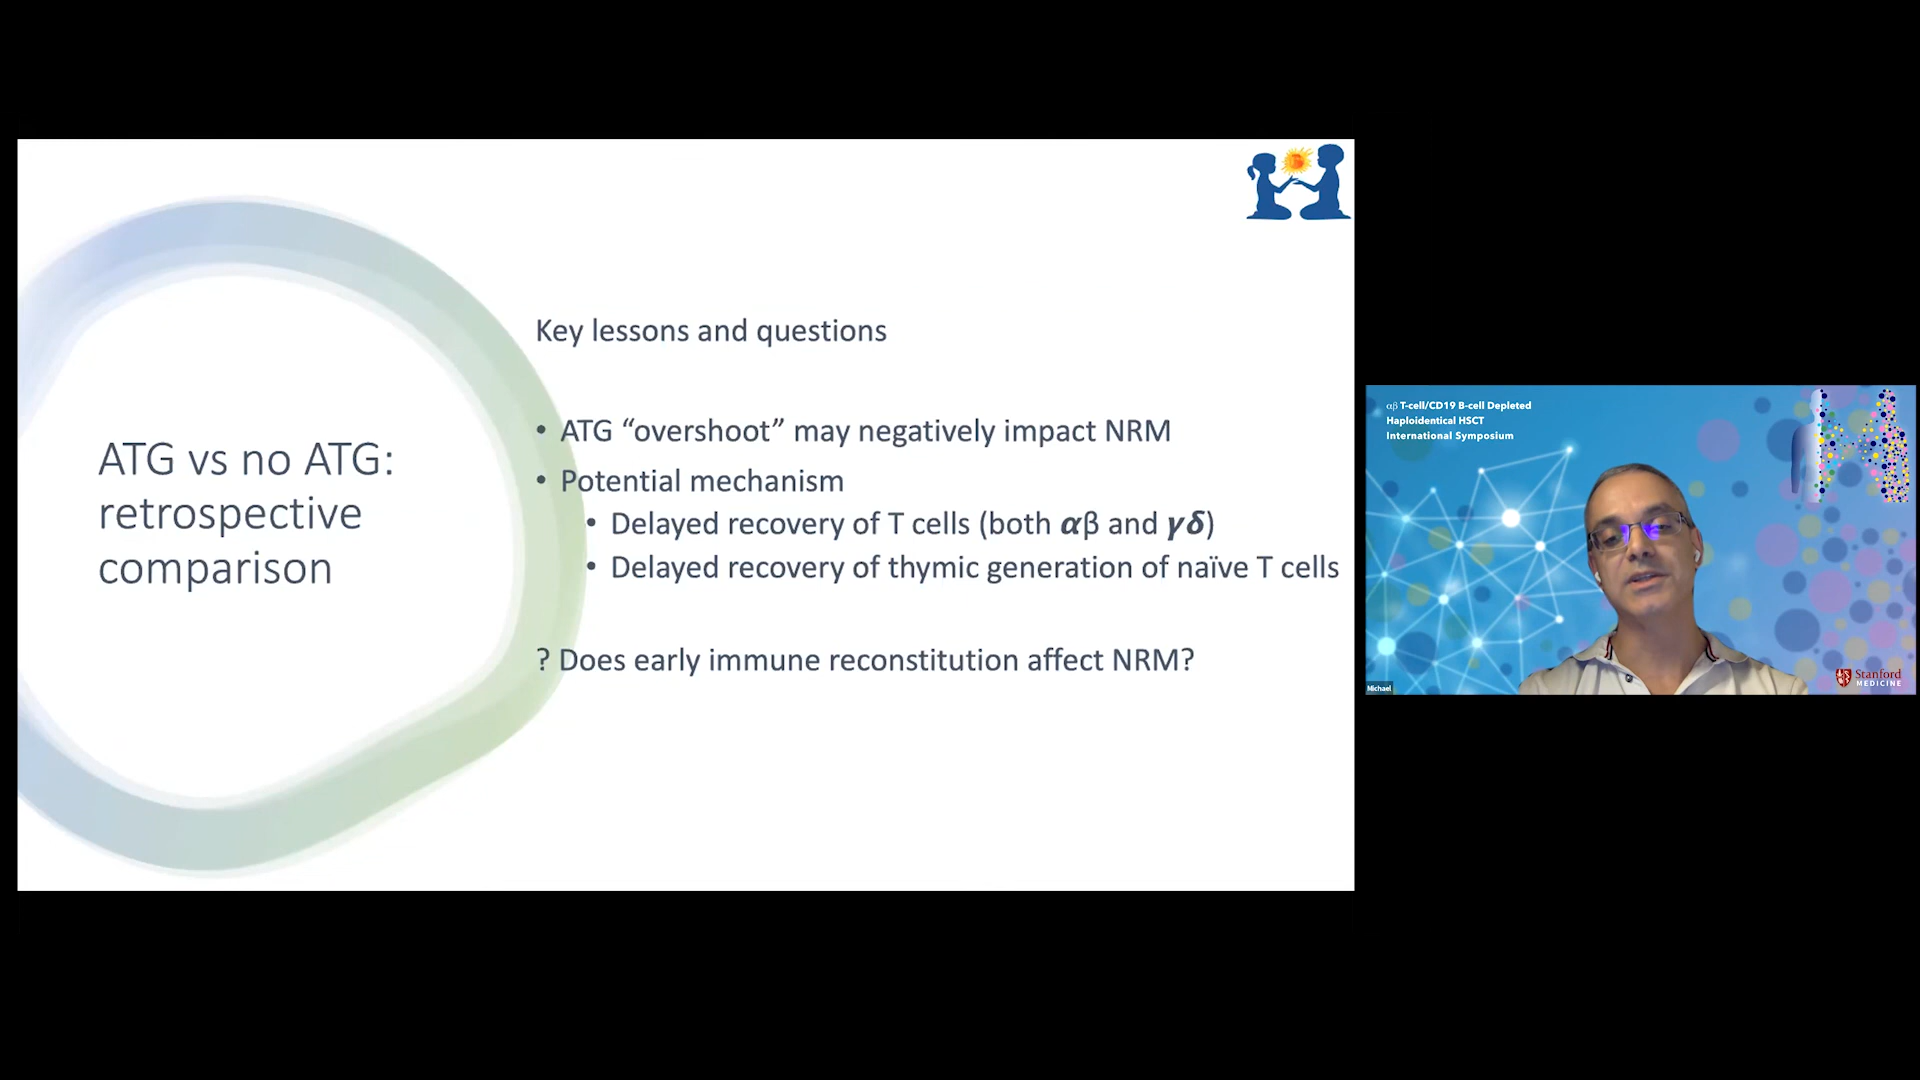 ATG vs no ATG:
retrospective
comparison
Key lessons and questions
• ATG “overshoot” may negatively impact NRM
• Potential mechanism
• Delayed recovery of T cells (both αβ and γδ)
• Delayed recovery of thymic generation of naïve T cells
? Does early immune reconstitution affect NRM?
αβ T-cell/CD19 B-cell Depleted
Haploidentical HSCT
International Symposium
Stanford
MEDICINE
Michael